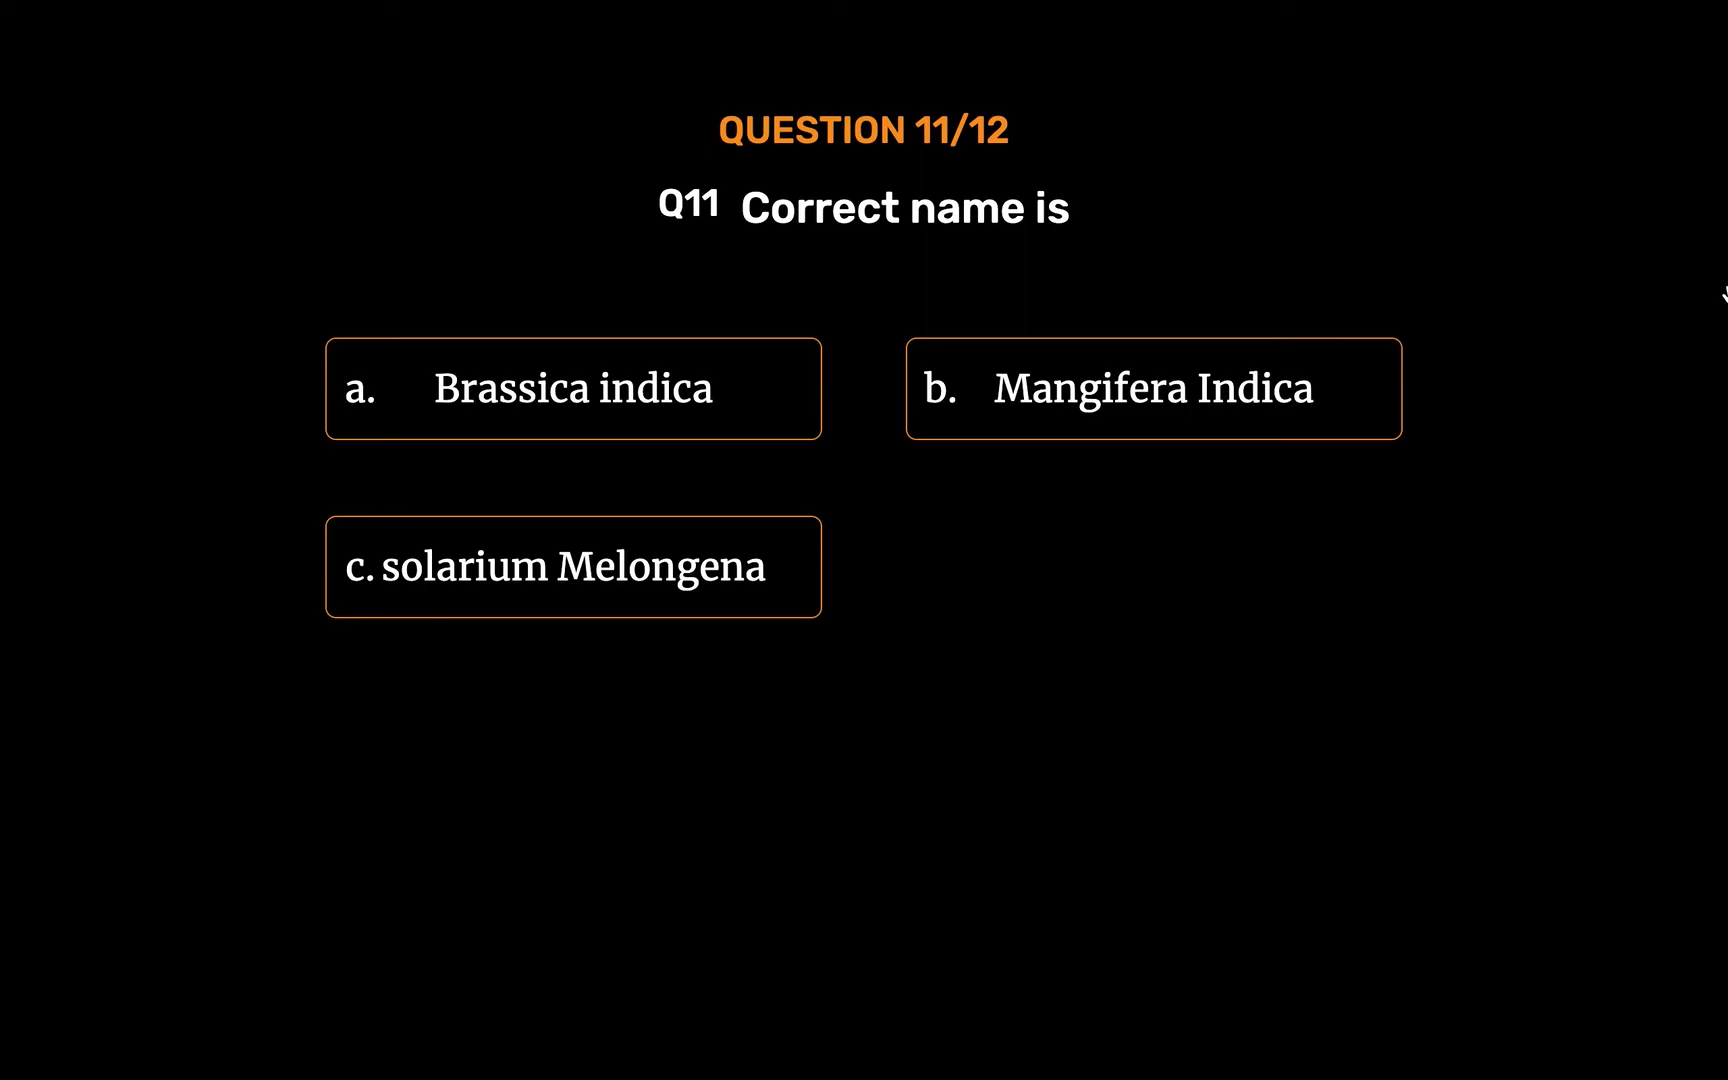 QUESTION 11/12
Q11 Correct name is
a. Brassica indica
b. Mangifera Indica
c. solarium Melongena